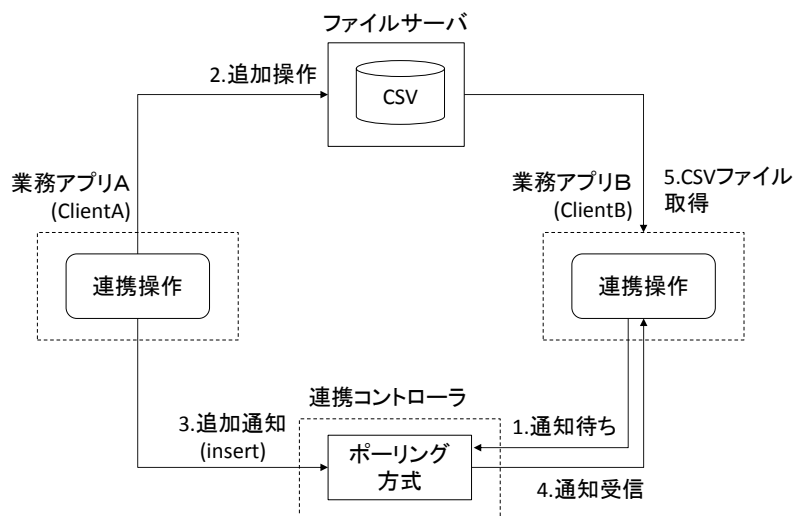 ファイルサーバ
2.追加操作
CSV
業務アプリA
(ClientA)
業務アプリB
(ClientB)
5.CSVファイル
取得
連携操作
連携操作
連携コントローラ
3.追加通知
(insert)
1.通知待ち
ポーリング
方式
4.通知受信